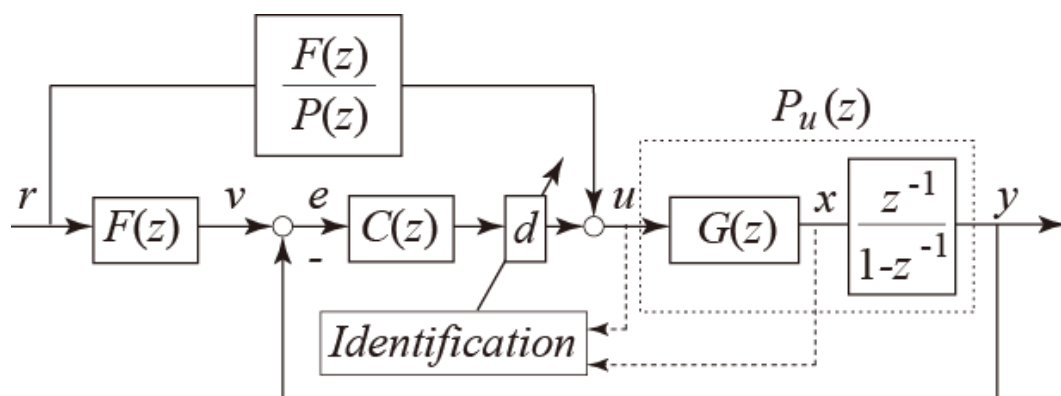 F(z)
P(z)
P_u(z)
r
v
e
u
x
y
F(z)
C(z)
d
G(z)
z^{-1}
1-z^{-1}
-
Identification